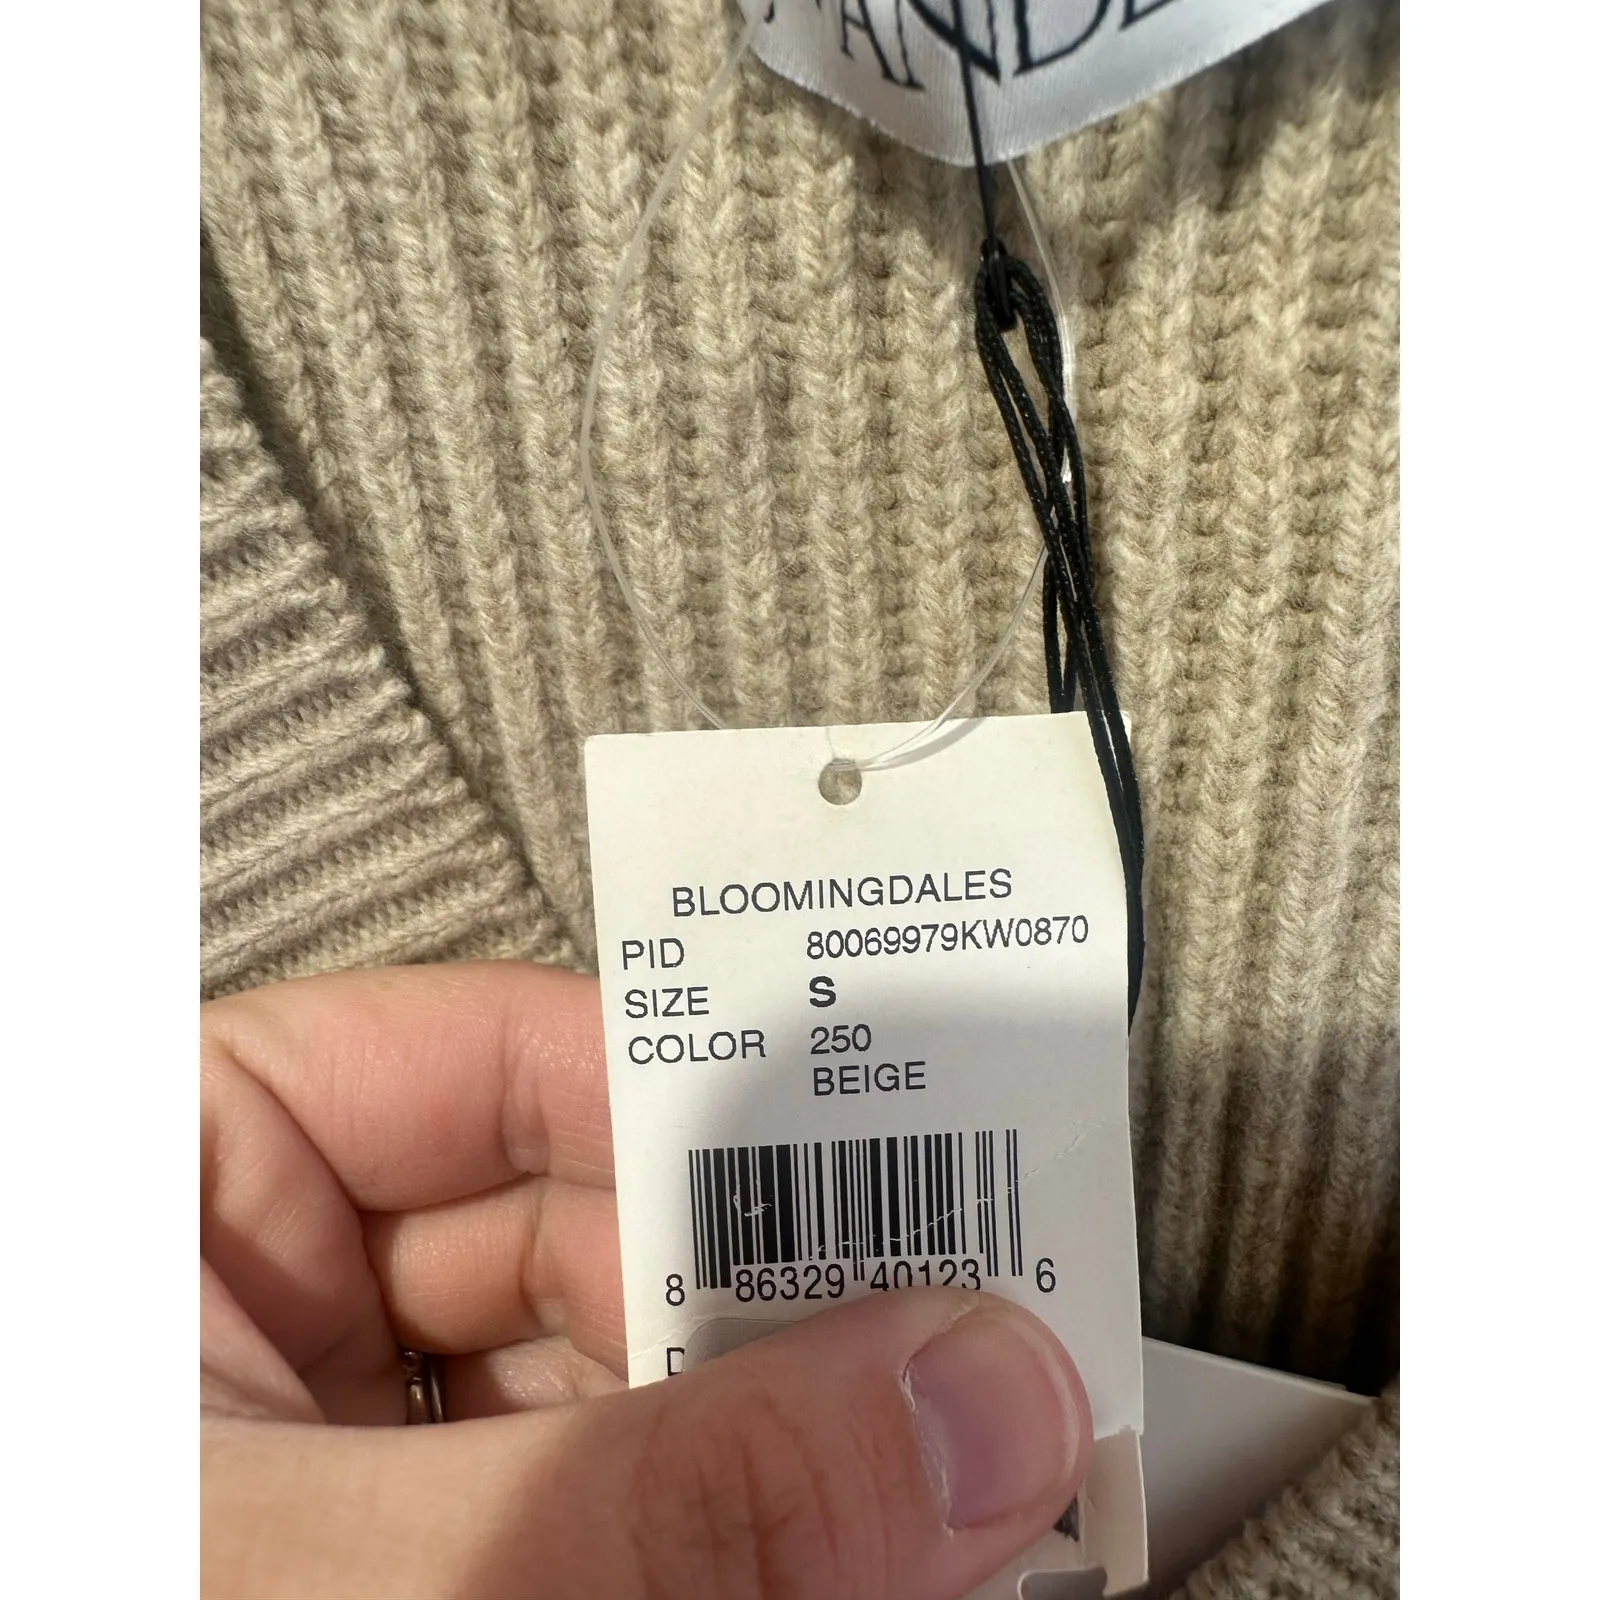 BLOOMINGDALES
PID 80069979KW0870
SIZE S
COLOR 250
BEIGE
8 86329 40123 6